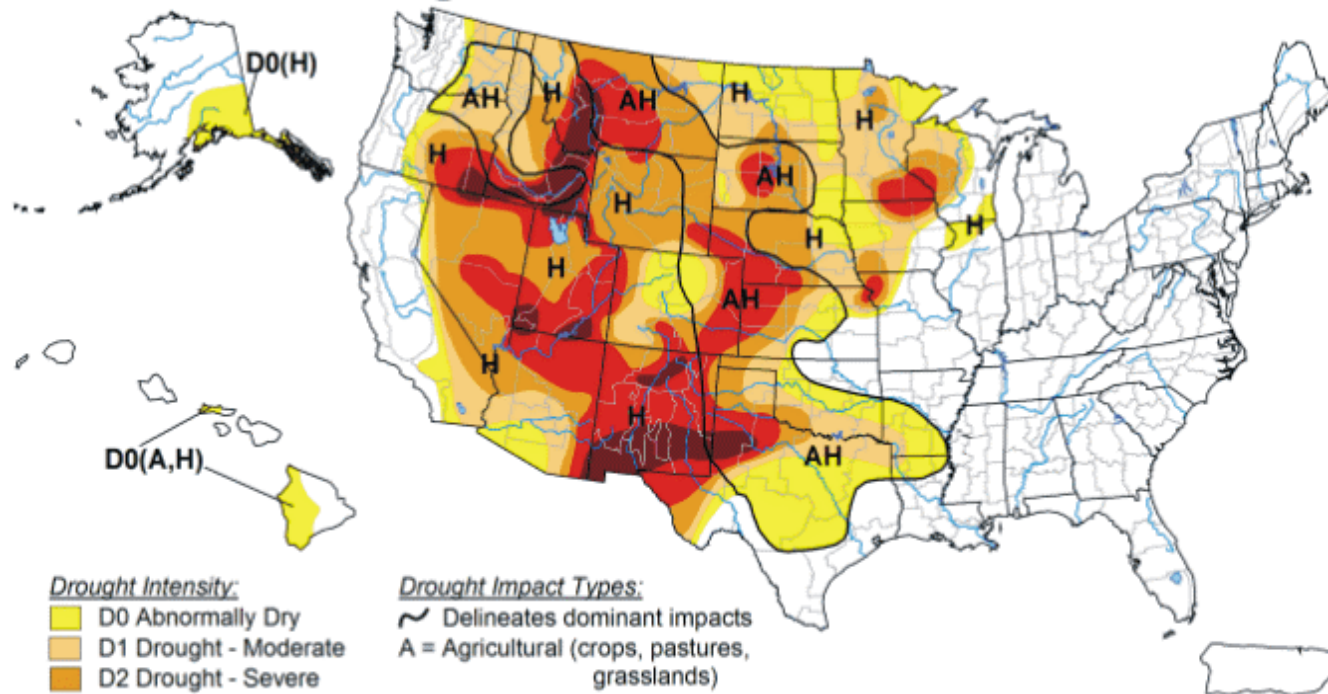 D0(H)
H
AH
H
AH
H
H
AH
H
H
H
H
AH
H
H
AH
D0(A,H)
Drought Intensity:
D0 Abnormally Dry
D1 Drought - Moderate
D2 Drought - Severe
Drought Impact Types:
Delineates dominant impacts
A = Agricultural (crops, pastures,
grasslands)